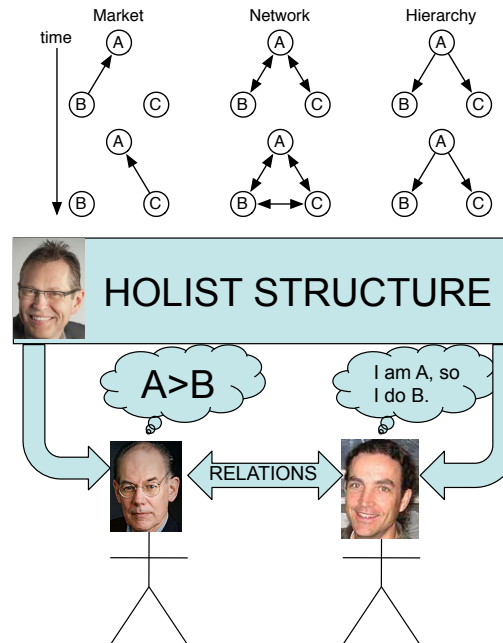 Market
Network
Hierarchy
time
A
A
A
B
C
B
C
B
C
A
A
A
B
C
B
C
B
C
HOLIST STRUCTURE
A>B
I am A, so
I do B.
RELATIONS